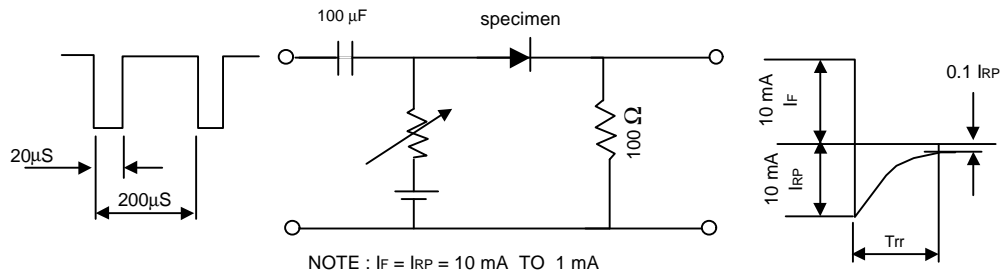 100 μF
specimen
20μS
200μS
100 Ω
10 mA
IF
10 mA
IRP
0.1 IRP
Trr
NOTE : IF = IRP = 10 mA TO 1 mA